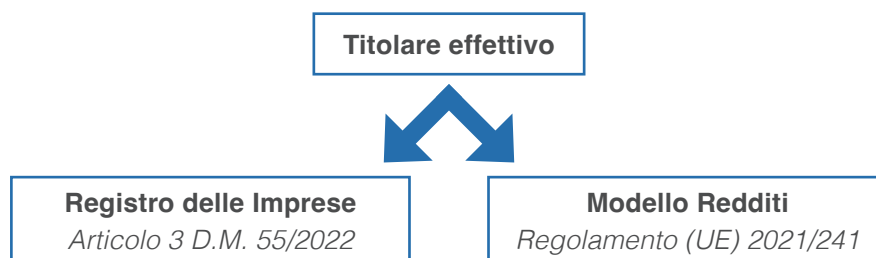 Titolare effettivo
Registro delle Imprese
Articolo 3 D.M. 55/2022
Modello Redditi
Regolamento (UE) 2021/241